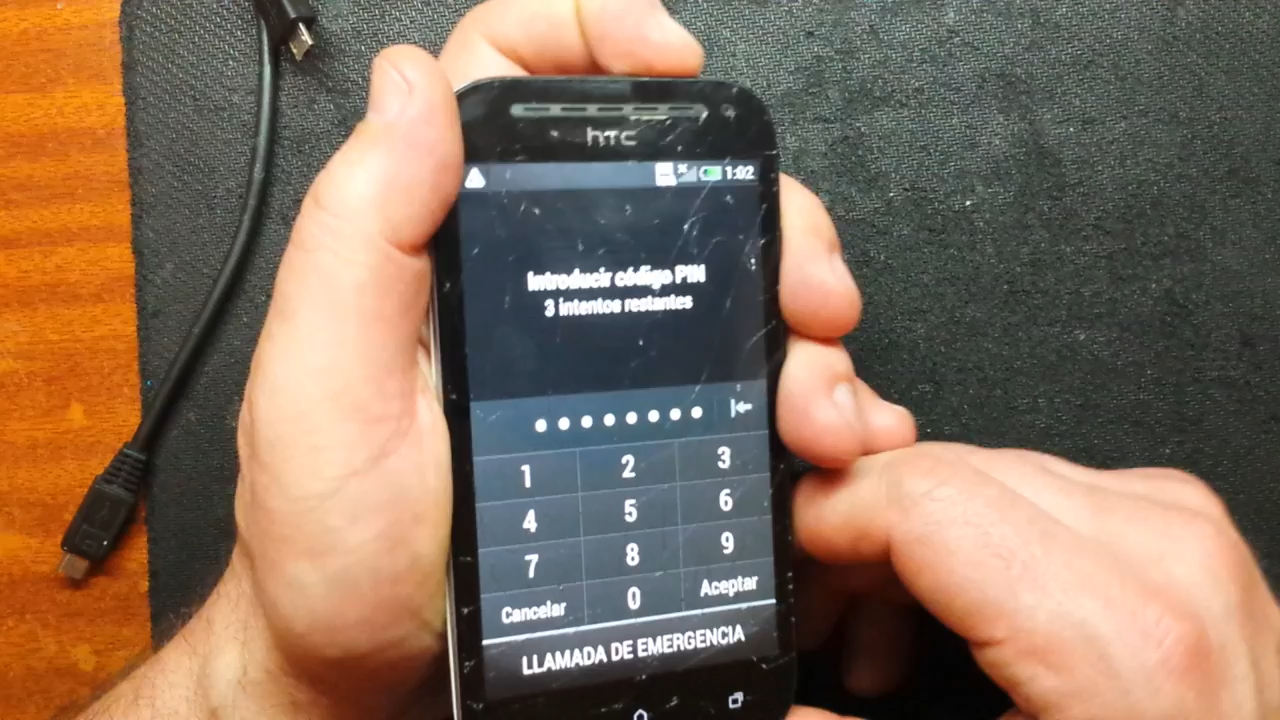 hTC
1:02
Introducir código PIN
3 intentos restantes
1 2 3
4 5 6
7 8 9
Cancelar 0 Aceptar
LLAMADA DE EMERGENCIA